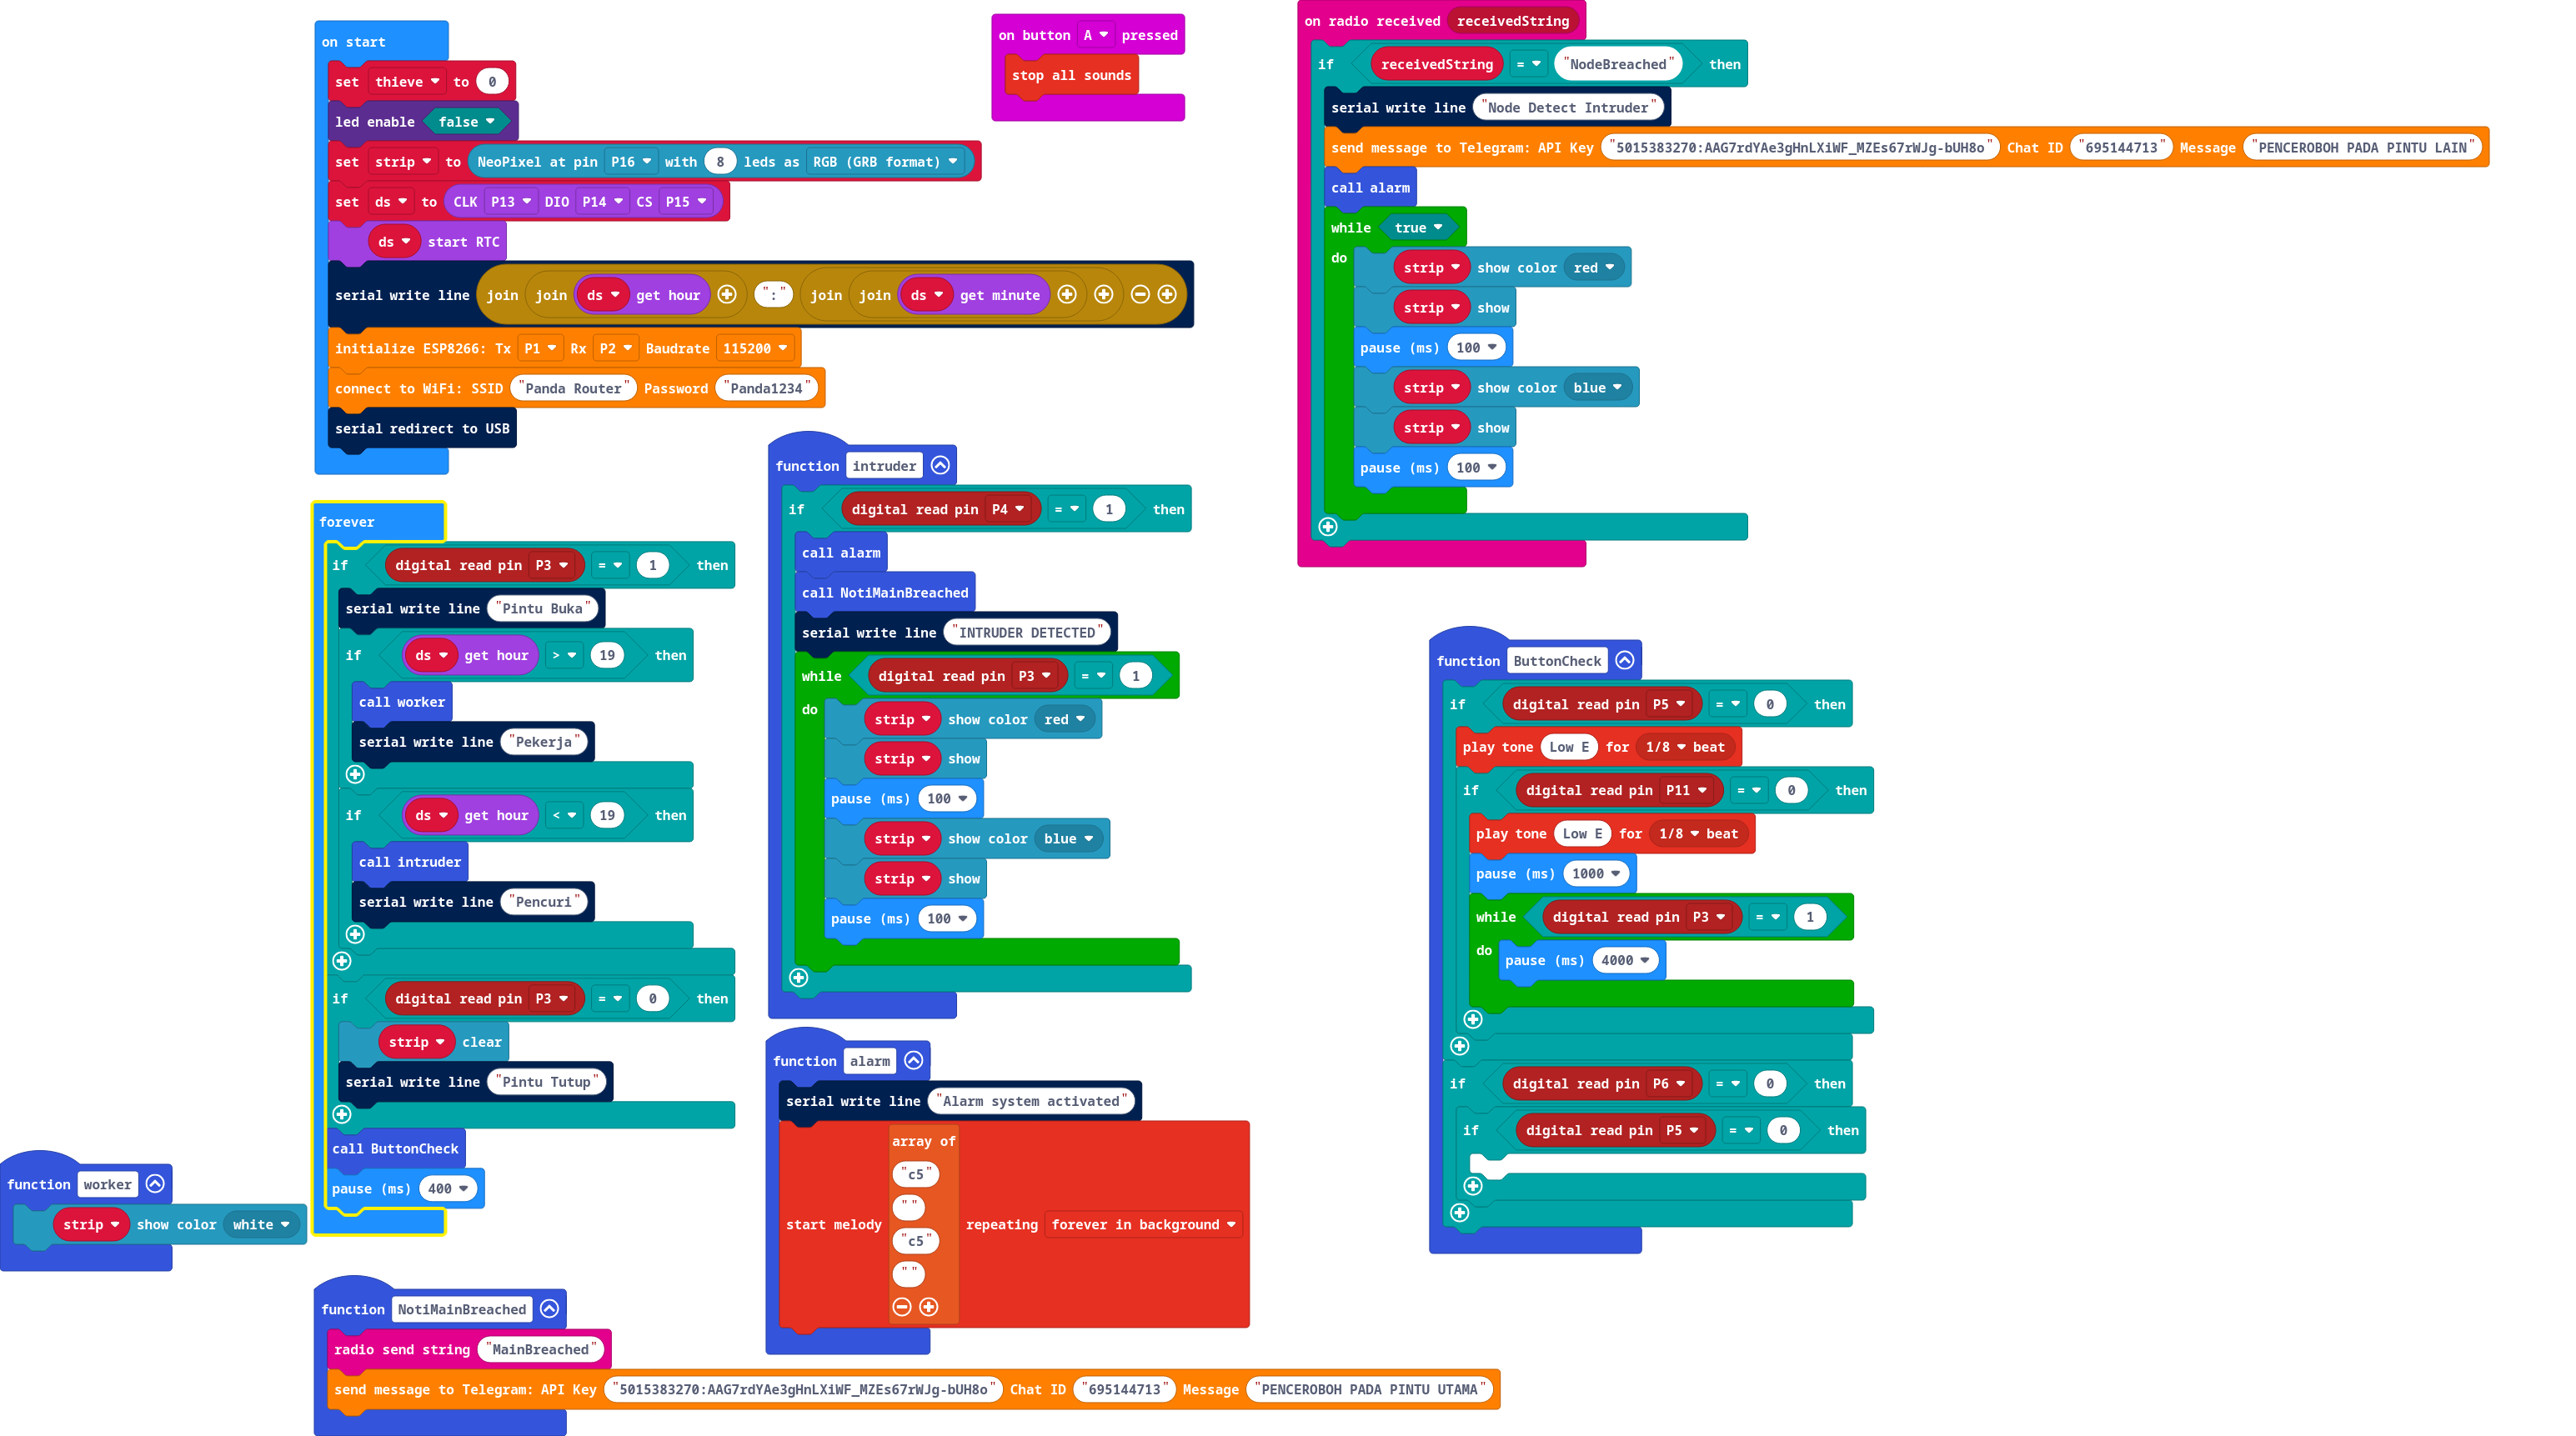 on start
set thieve to 0
led enable false
set strip to NeoPixel at pin P16 with 8 leds as RGB (GRB format)
set ds to CLK P13 DIO P14 CS P15
ds start RTC
serial write line join join ds get hour ":" join join ds get minute
initialize ESP8266: Tx P1 Rx P2 Baudrate 115200
connect to WiFi: SSID "Panda Router" Password "Panda1234"
serial redirect to USB
on button A pressed
stop all sounds
on radio received receivedString
if receivedString = "NodeBreached" then
serial write line "Node Detect Intruder"
send message to Telegram: API Key "5015383270:AAG7rdYAe3gHnLXiWF_MZEs67rWJg-bUH8o" Chat ID "695144713" Message "PENCEROBOH PADA PINTU LAIN"
call alarm
while true
do strip show color red
strip show
pause (ms) 100
strip show color blue
strip show
pause (ms) 100
forever
if digital read pin P3 = 1 then
serial write line "Pintu Buka"
if ds get hour > 19 then
call worker
serial write line "Pekerja"
if ds get hour < 19 then
call intruder
serial write line "Pencuri"
if digital read pin P3 = 0 then
strip clear
serial write line "Pintu Tutup"
call ButtonCheck
pause (ms) 400
function intruder
if digital read pin P4 = 1 then
call alarm
call NotiMainBreached
serial write line "INTRUDER DETECTED"
while digital read pin P3 = 1
do strip show color red
strip show
pause (ms) 100
strip show color blue
strip show
pause (ms) 100
function ButtonCheck
if digital read pin P5 = 0 then
play tone Low E for 1/8 beat
if digital read pin P11 = 0 then
play tone Low E for 1/8 beat
pause (ms) 1000
while digital read pin P3 = 1
do pause (ms) 4000
if digital read pin P6 = 0 then
if digital read pin P5 = 0 then
function alarm
serial write line "Alarm system activated"
array of
"c5"
" "
start melody repeating forever in background
"c5"
" "
function worker
strip show color white
function NotiMainBreached
radio send string "MainBreached"
send message to Telegram: API Key "5015383270:AAG7rdYAe3gHnLXiWF_MZEs67rWJg-bUH8o" Chat ID "695144713" Message "PENCEROBOH PADA PINTU UTAMA"